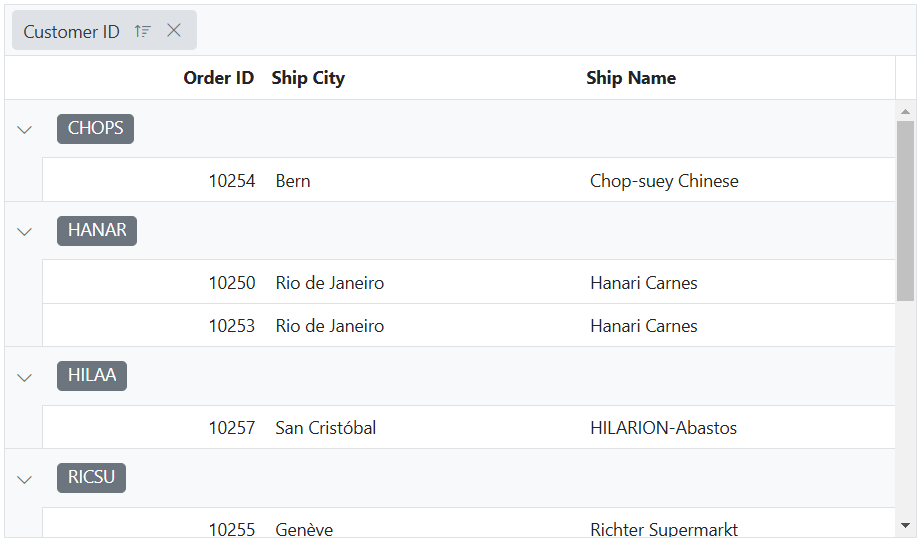 Customer ID
Order ID Ship City Ship Name
CHOPS
10254 Bern Chop-suey Chinese
HANAR
10250 Rio de Janeiro Hanari Carnes
10253 Rio de Janeiro Hanari Carnes
HILAA
10257 San Cristóbal HILARION-Abastos
RICSU
10255 Genève Richter Supermarkt